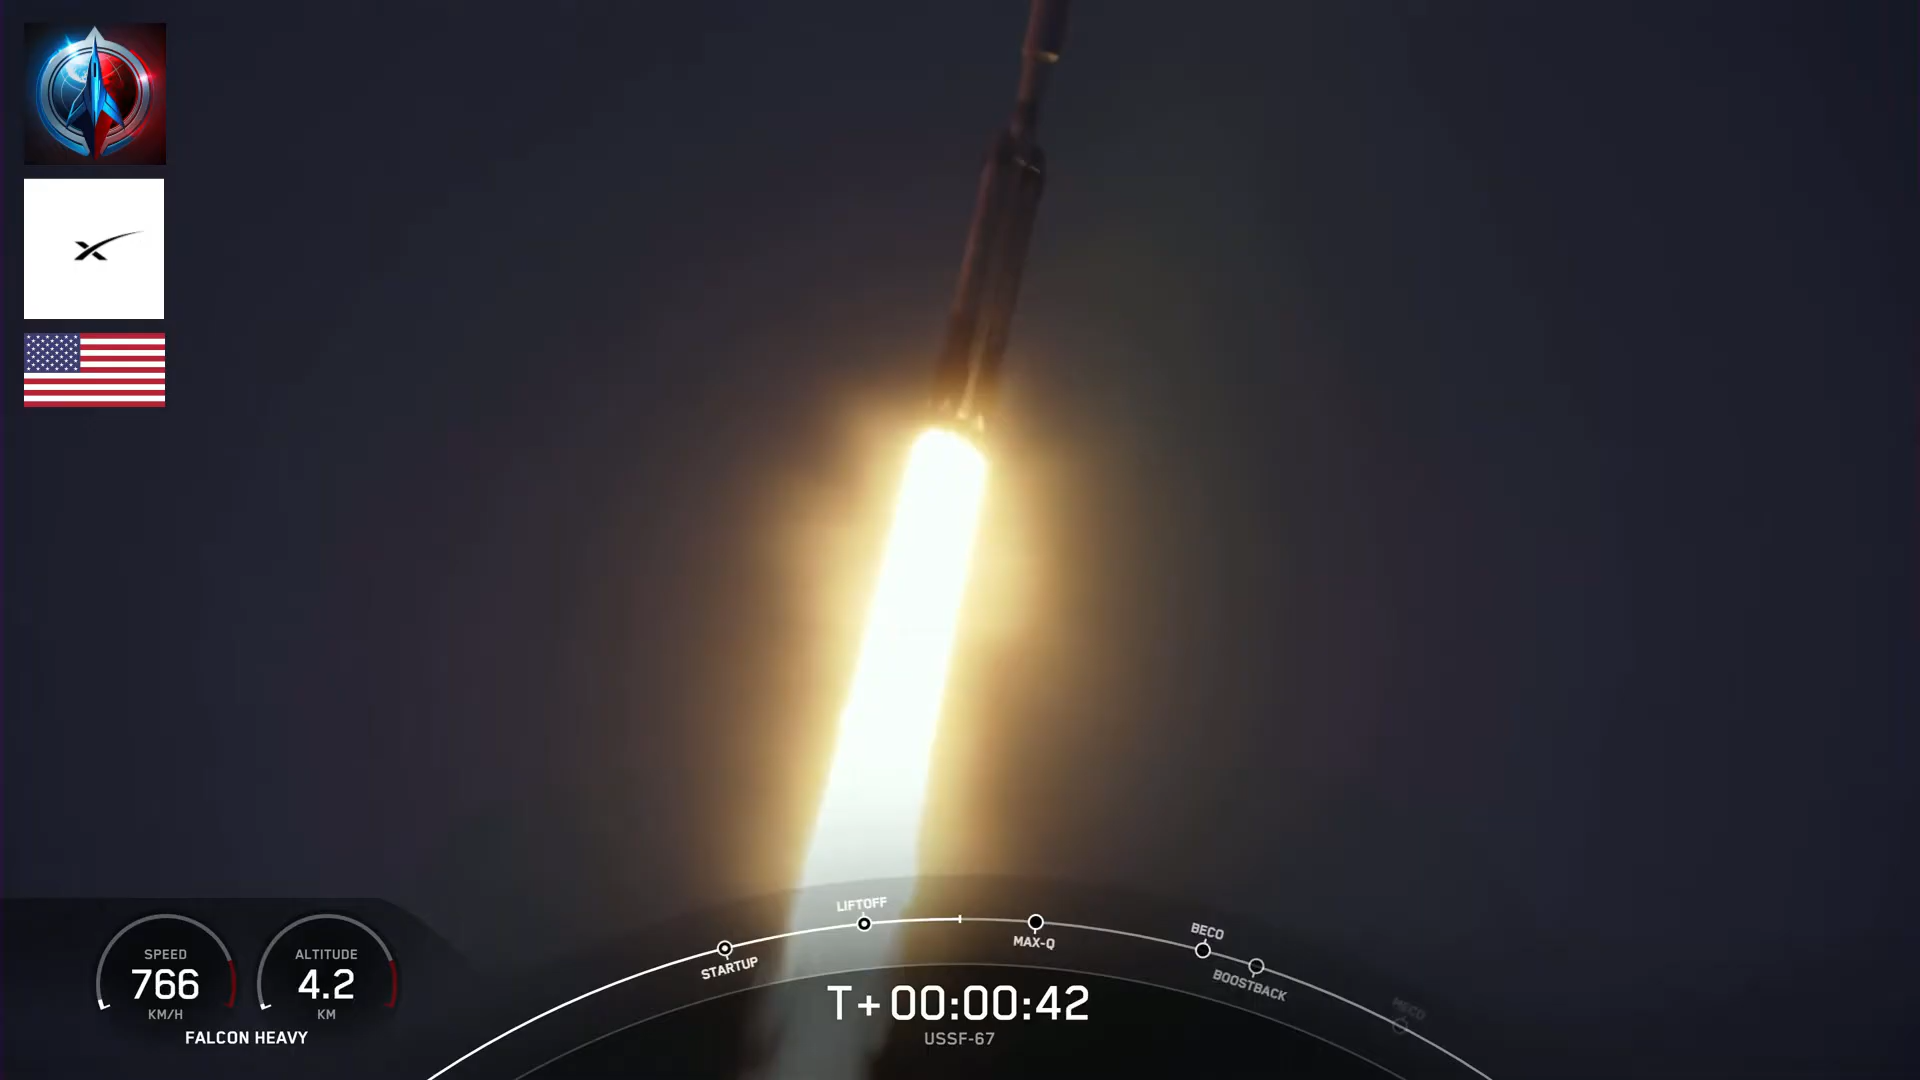 LIFTOFF
STARTUP
MAX-Q
BECO
BOOSTBACK
MECO
SPEED
766
KM/H
ALTITUDE
4.2
KM
FALCON HEAVY
T+00:00:42
USSF-67